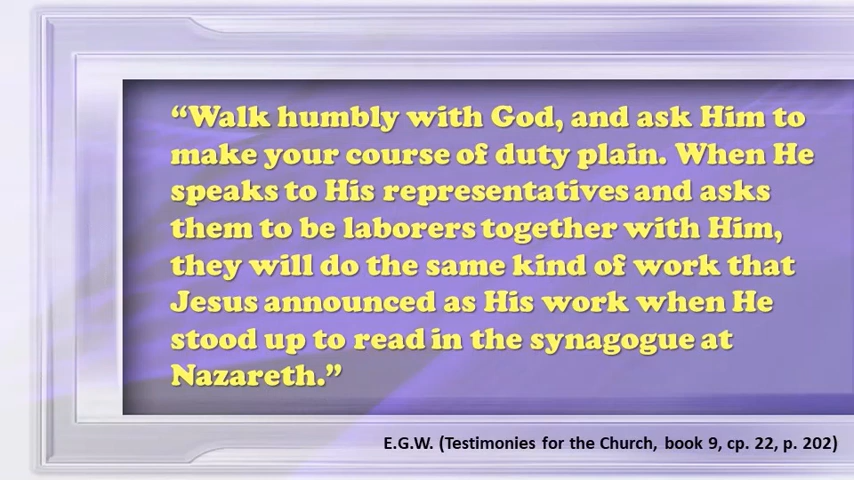 “Walk humbly with God, and ask Him to
make your course of duty plain. When He
speaks to His representatives and asks
them to be laborers together with Him,
they will do the same kind of work that
Jesus announced as His work when He
stood up to read in the synagogue at
Nazareth.”
E.G.W. (Testimonies for the Church, book 9, cp. 22, p. 202)